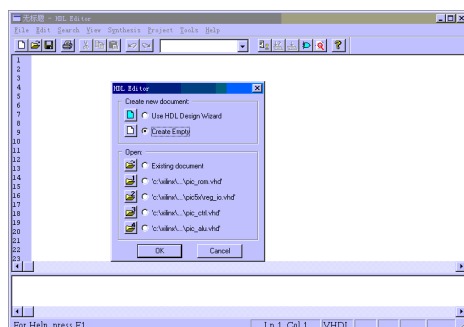 无标题 - HDL Editor
File Edit Search View Synthesis Project Tools Help
1
2
3
4
5
6
7
8
9
10
11
12
13
14
15
16
17
18
19
20
21
22
23
HDL Editor
Create new document:
Use HDL Design Wizard
Create Empty
Open:
Existing document
'c:\xilinx\...\pic_rom.vhd'
'c:\xilinx\...\pic5x\reg_io.vhd'
'c:\xilinx\...\pic_ctrl.vhd'
'c:\xilinx\...\pic_alu.vhd'
OK Cancel
For Help, press F1 Ln 1, Col 1 VHDL